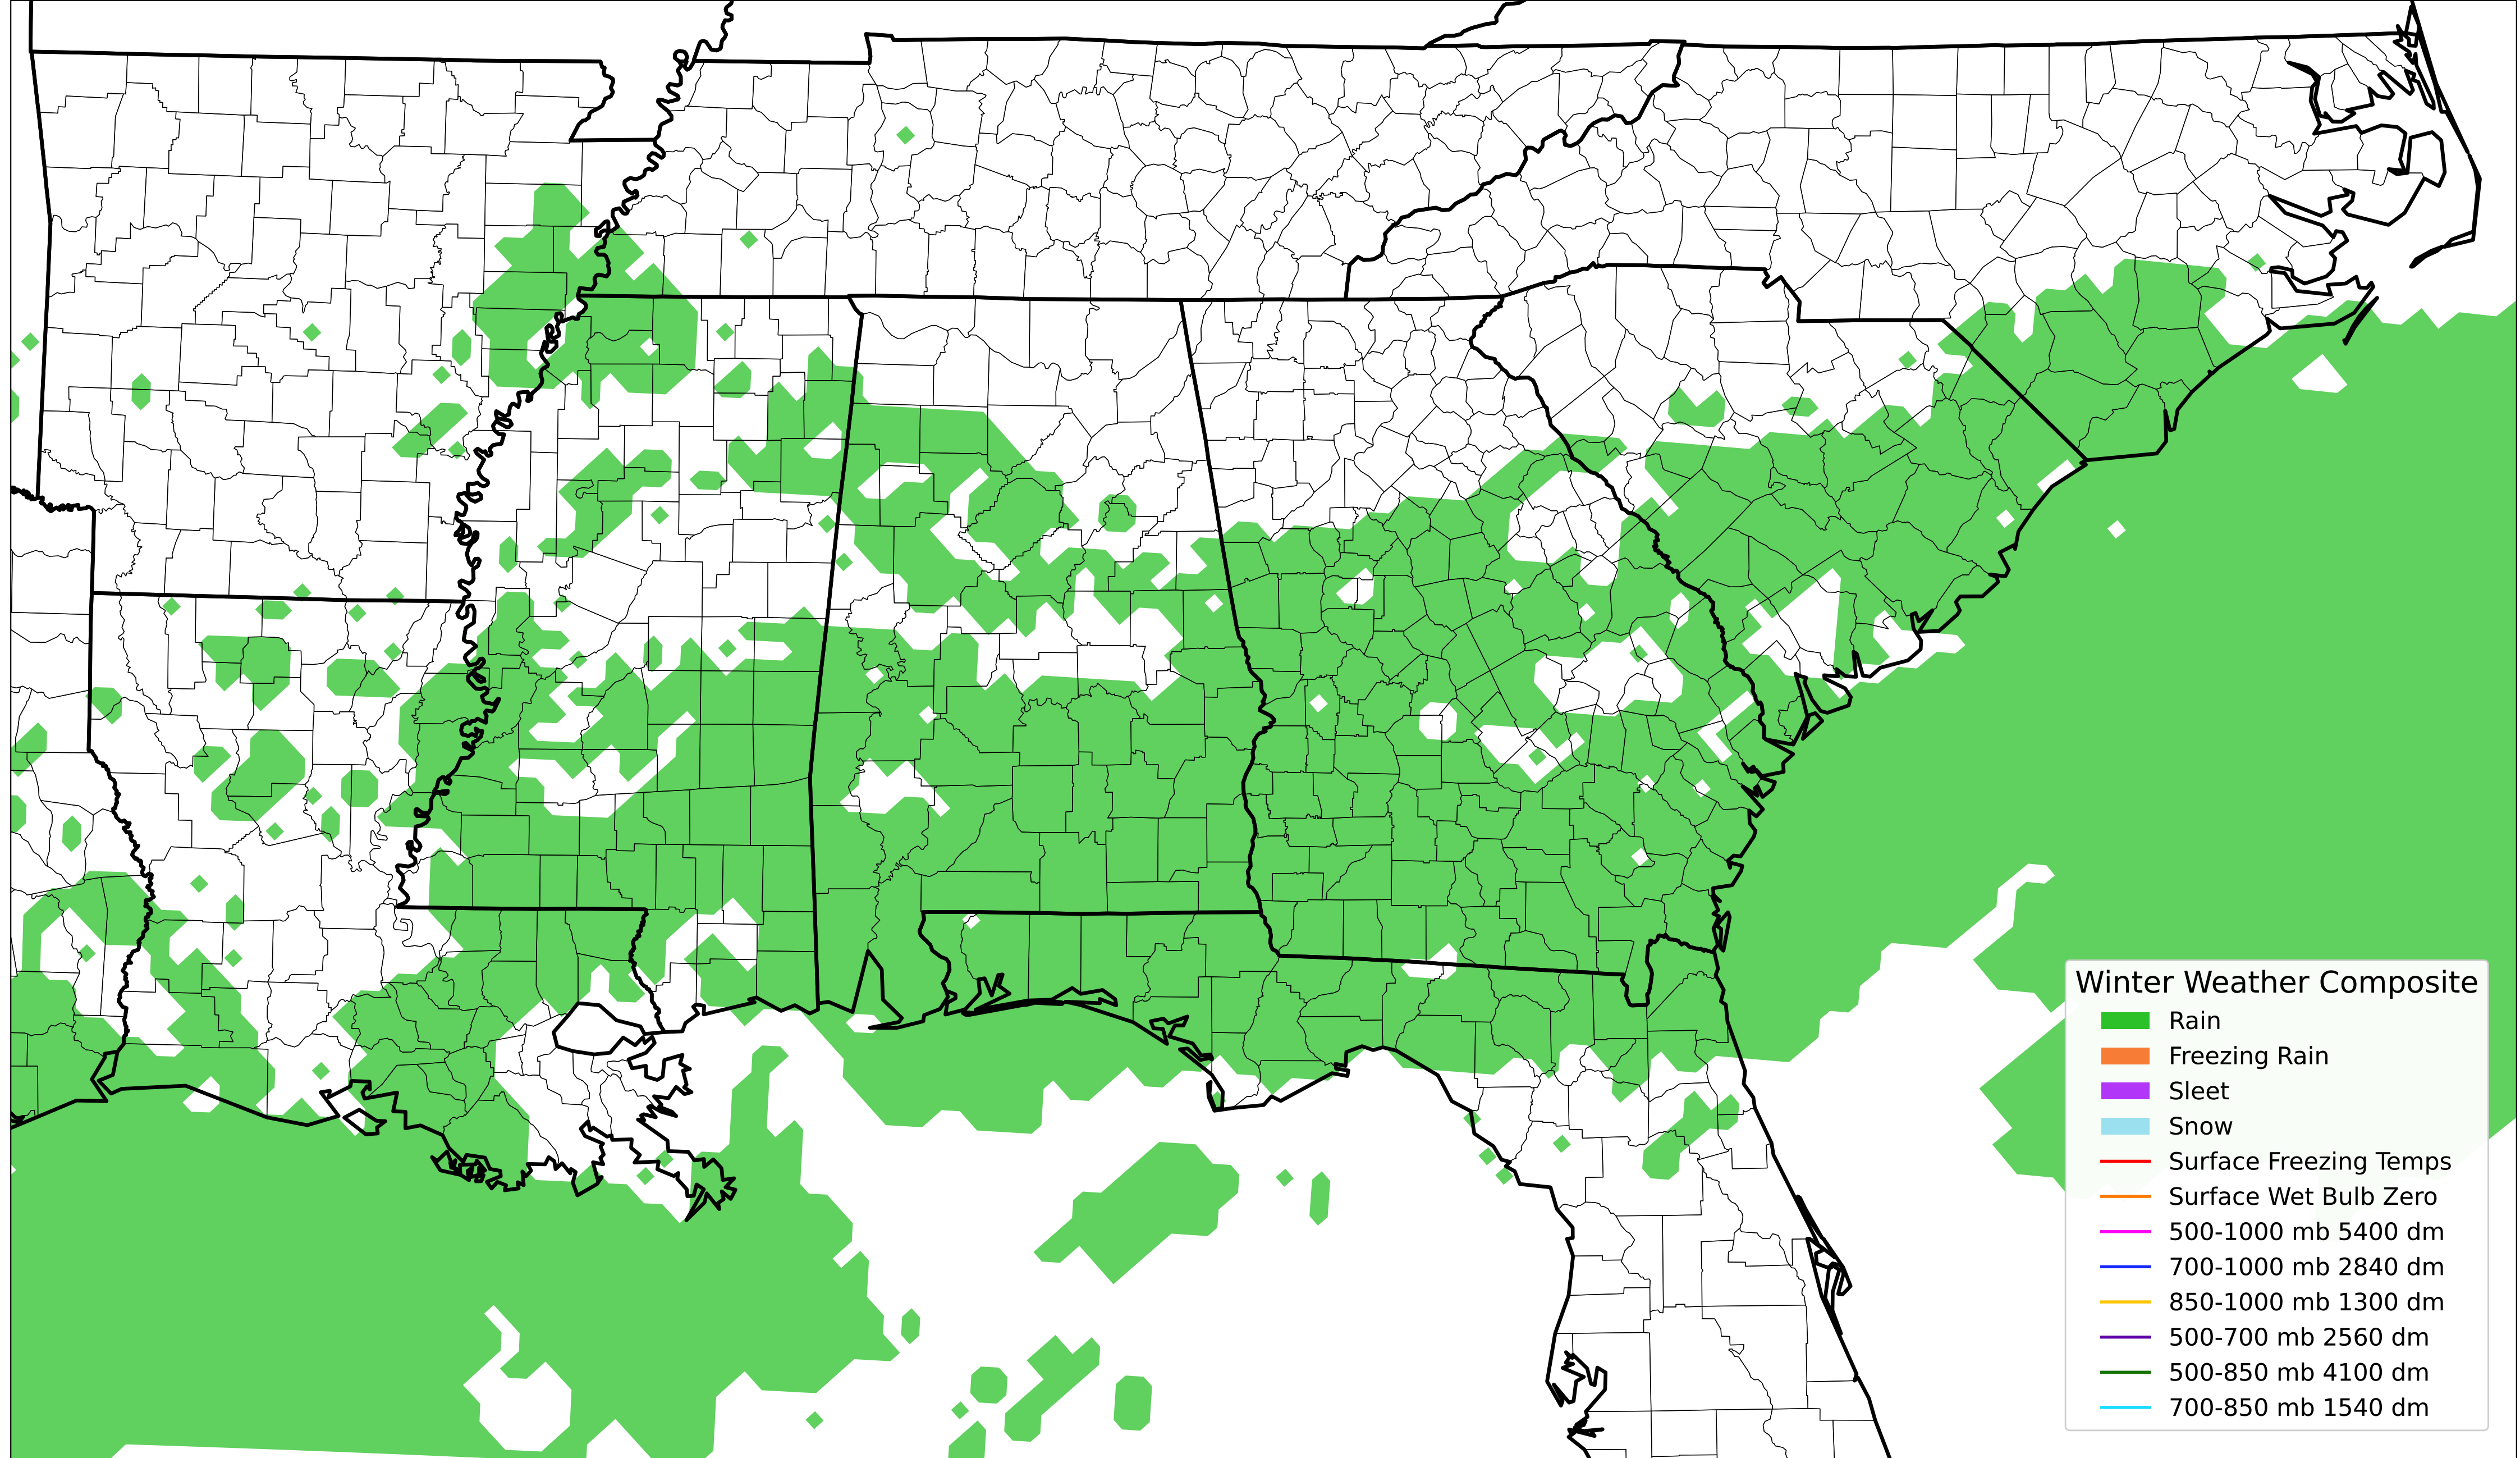 Winter Weather Composite
Rain
Freezing Rain
Sleet
Snow
Surface Freezing Temps
Surface Wet Bulb Zero
500-1000 mb 5400 dm
700-1000 mb 2840 dm
850-1000 mb 1300 dm
500-700 mb 2560 dm
500-850 mb 4100 dm
700-850 mb 1540 dm